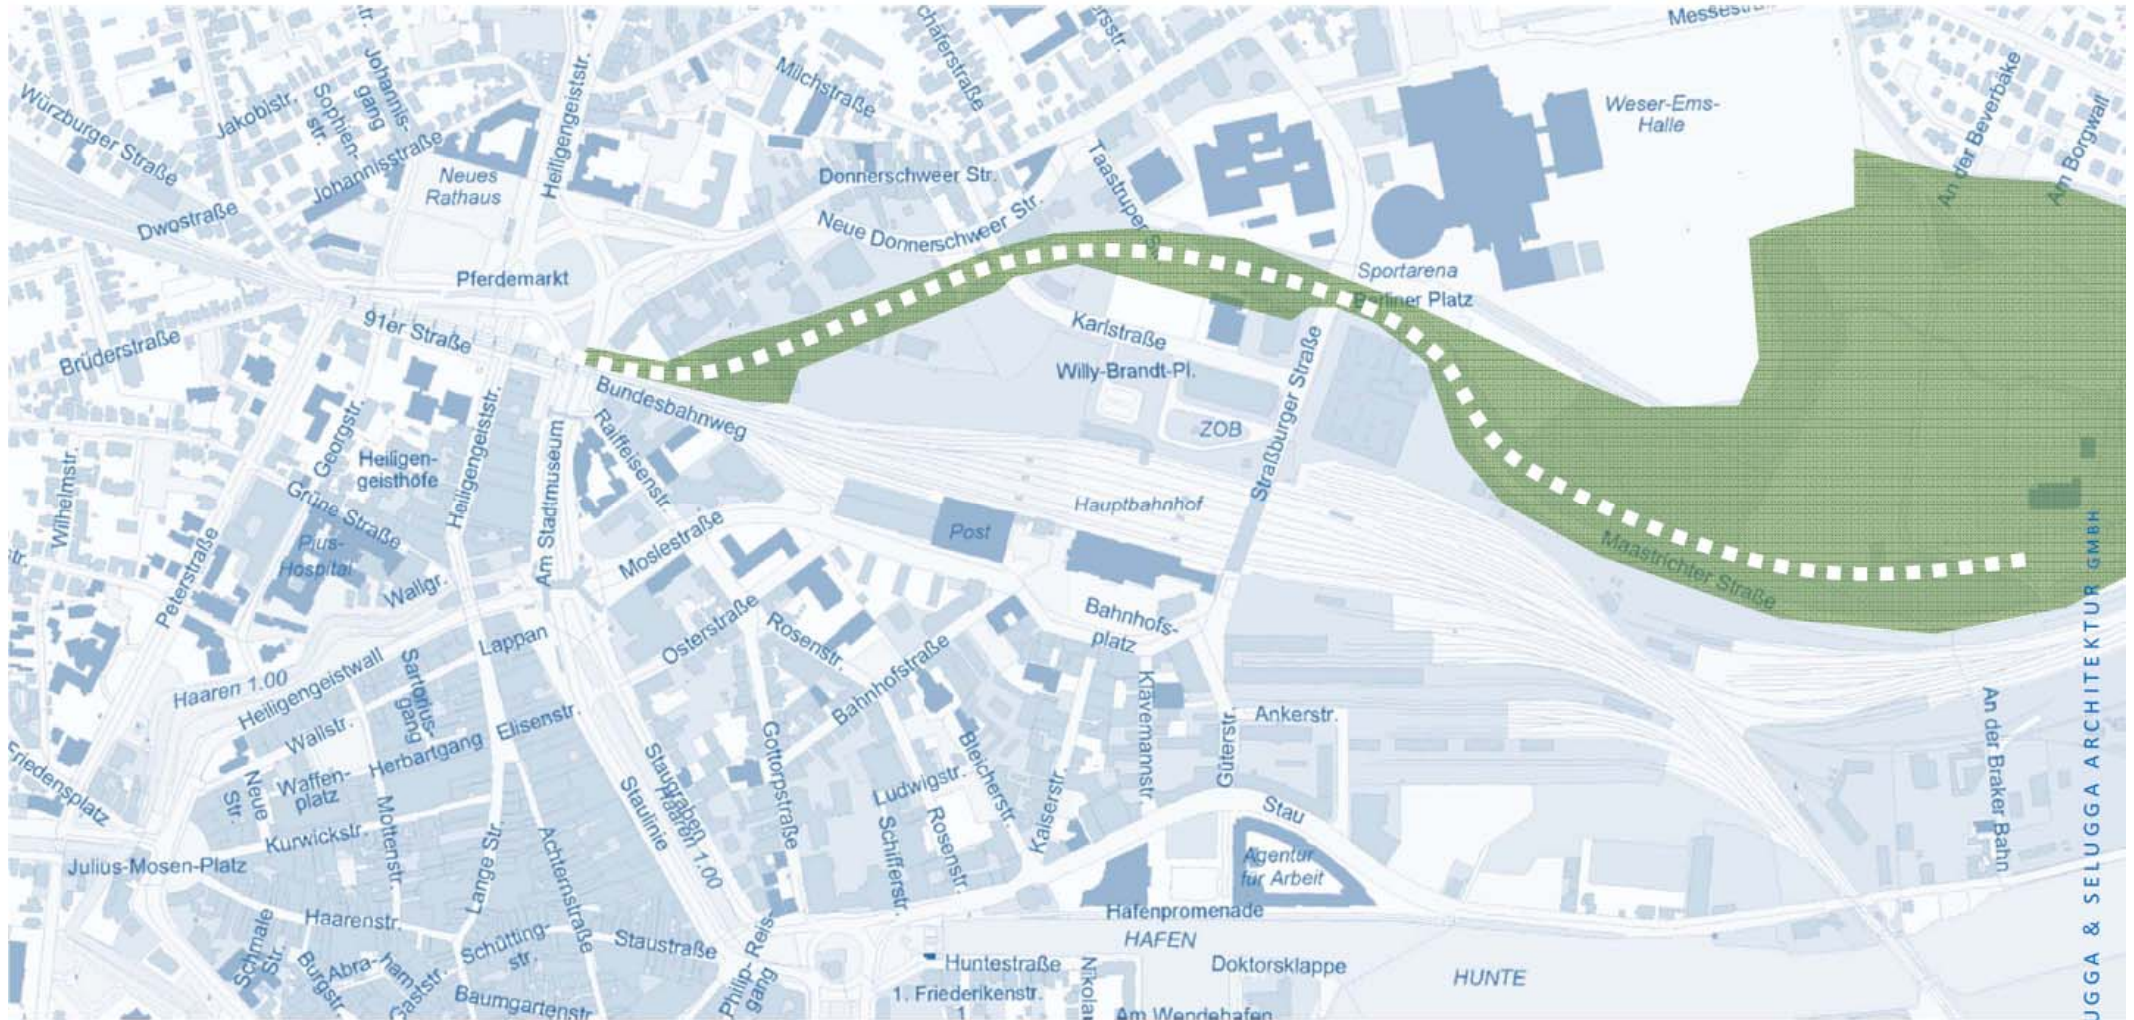 Messestr
Johannis-
gang
Heiligengeiststr.
Milchstraße
Würzburger Straße
Jakobistr.
Sophien-
str.
Johannisstraße
Weser-Ems-
Halle
An der Beverbäke
Am Borgwall
Neues
Rathaus
Donnerschweer Str.
Taastruper Str.
Dwostraße
Neue Donnerschweer Str.
Pferdemarkt
Sportarena
Berliner Platz
91er Straße
Brüderstraße
Karlstraße
Willy-Brandt-Pl.
Bundesbahnweg
Straßburger Straße
ZOB
Georgstr.
Heiligen-
geisthöfe
Heiligengeiststr.
Am Stadtmuseum
Raiffeisenstr.
Wilhelmstr.
Grüne Straße
Hauptbahnhof
Post
Pius-
Hospital
Peterstraße
Moslestraße
Maastrichter Straße
Wallgr.
Osterstraße
Bahnhofs-
platz
Lappan
Rosenstr.
Bahnhofstraße
Haaren 1.00
Heiligengeistwall
Sartorius-
gang
Klävemannstr.
Ankerstr.
An der Braker Bahn
Wallstr.
Elisenstr.
Herbartgang
Gottorpstraße
Güterstr.
Friedensplatz
Neue
Str.
Waffen-
platz
Mottenstr.
Staugraben
Haaren 1.00
Staulinie
Bleicherstr.
Ludwigstr.
Kaiserstr.
Stau
Kurwickstr.
Julius-Mosen-Platz
Lange Str.
Achternstraße
Schifferstr.
Rosenstr.
Agentur
für Arbeit
Haarenstr.
Hafenpromenade
HAFEN
Schmale
Str.
Burgstr.
Abra-
ham
Gaststr.
Schütting-
str.
Staustraße
Philip- Reis-
gang
Huntestraße
Doktorsklappe
HUNTE
1. Friederikenstr.
1
Nikolau
Baumgartenstr
Am Wendehafen
UGGA & SELUGGA ARCHITEKTUR GMBH